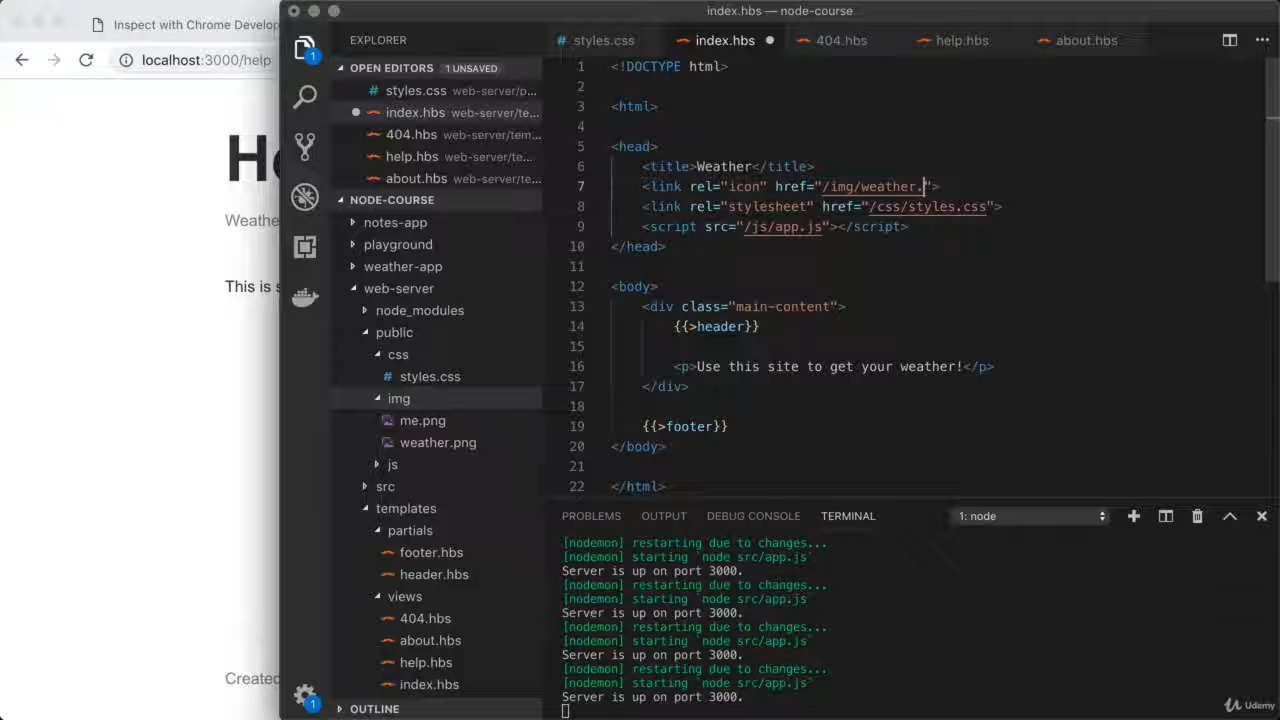 Inspect with Chrome Develop
localhost:3000/help
Weathe
This is s
Created
index.hbs — node-course
EXPLORER
OPEN EDITORS 1 UNSAVED
styles.css web-server/p...
index.hbs web-server/te...
404.hbs web-server/tem...
help.hbs web-server/te...
about.hbs web-server/te...
NODE-COURSE
notes-app
playground
weather-app
web-server
node_modules
public
css
styles.css
img
me.png
weather.png
js
src
templates
partials
footer.hbs
header.hbs
views
404.hbs
about.hbs
help.hbs
index.hbs
OUTLINE
1
1
styles.css index.hbs 404.hbs help.hbs about.hbs
1 <!DOCTYPE html>
2
3 <html>
4
5 <head>
6 <title>Weather</title>
7 <link rel="icon" href="/img/weather.">
8 <link rel="stylesheet" href="/css/styles.css">
9 <script src="/js/app.js"></script>
10 </head>
11
12 <body>
13 <div class="main-content">
14 {{>header}}
15
16 <p>Use this site to get your weather!</p>
17 </div>
18
19 {{>footer}}
20 </body>
21
22 </html>
PROBLEMS OUTPUT DEBUG CONSOLE TERMINAL 1: node
[nodemon] restarting due to changes...
[nodemon] starting `node src/app.js`
Server is up on port 3000.
[nodemon] restarting due to changes...
[nodemon] starting `node src/app.js`
Server is up on port 3000.
[nodemon] restarting due to changes...
[nodemon] starting `node src/app.js`
Server is up on port 3000.
[nodemon] restarting due to changes...
[nodemon] starting `node src/app.js`
Server is up on port 3000.
Udemy